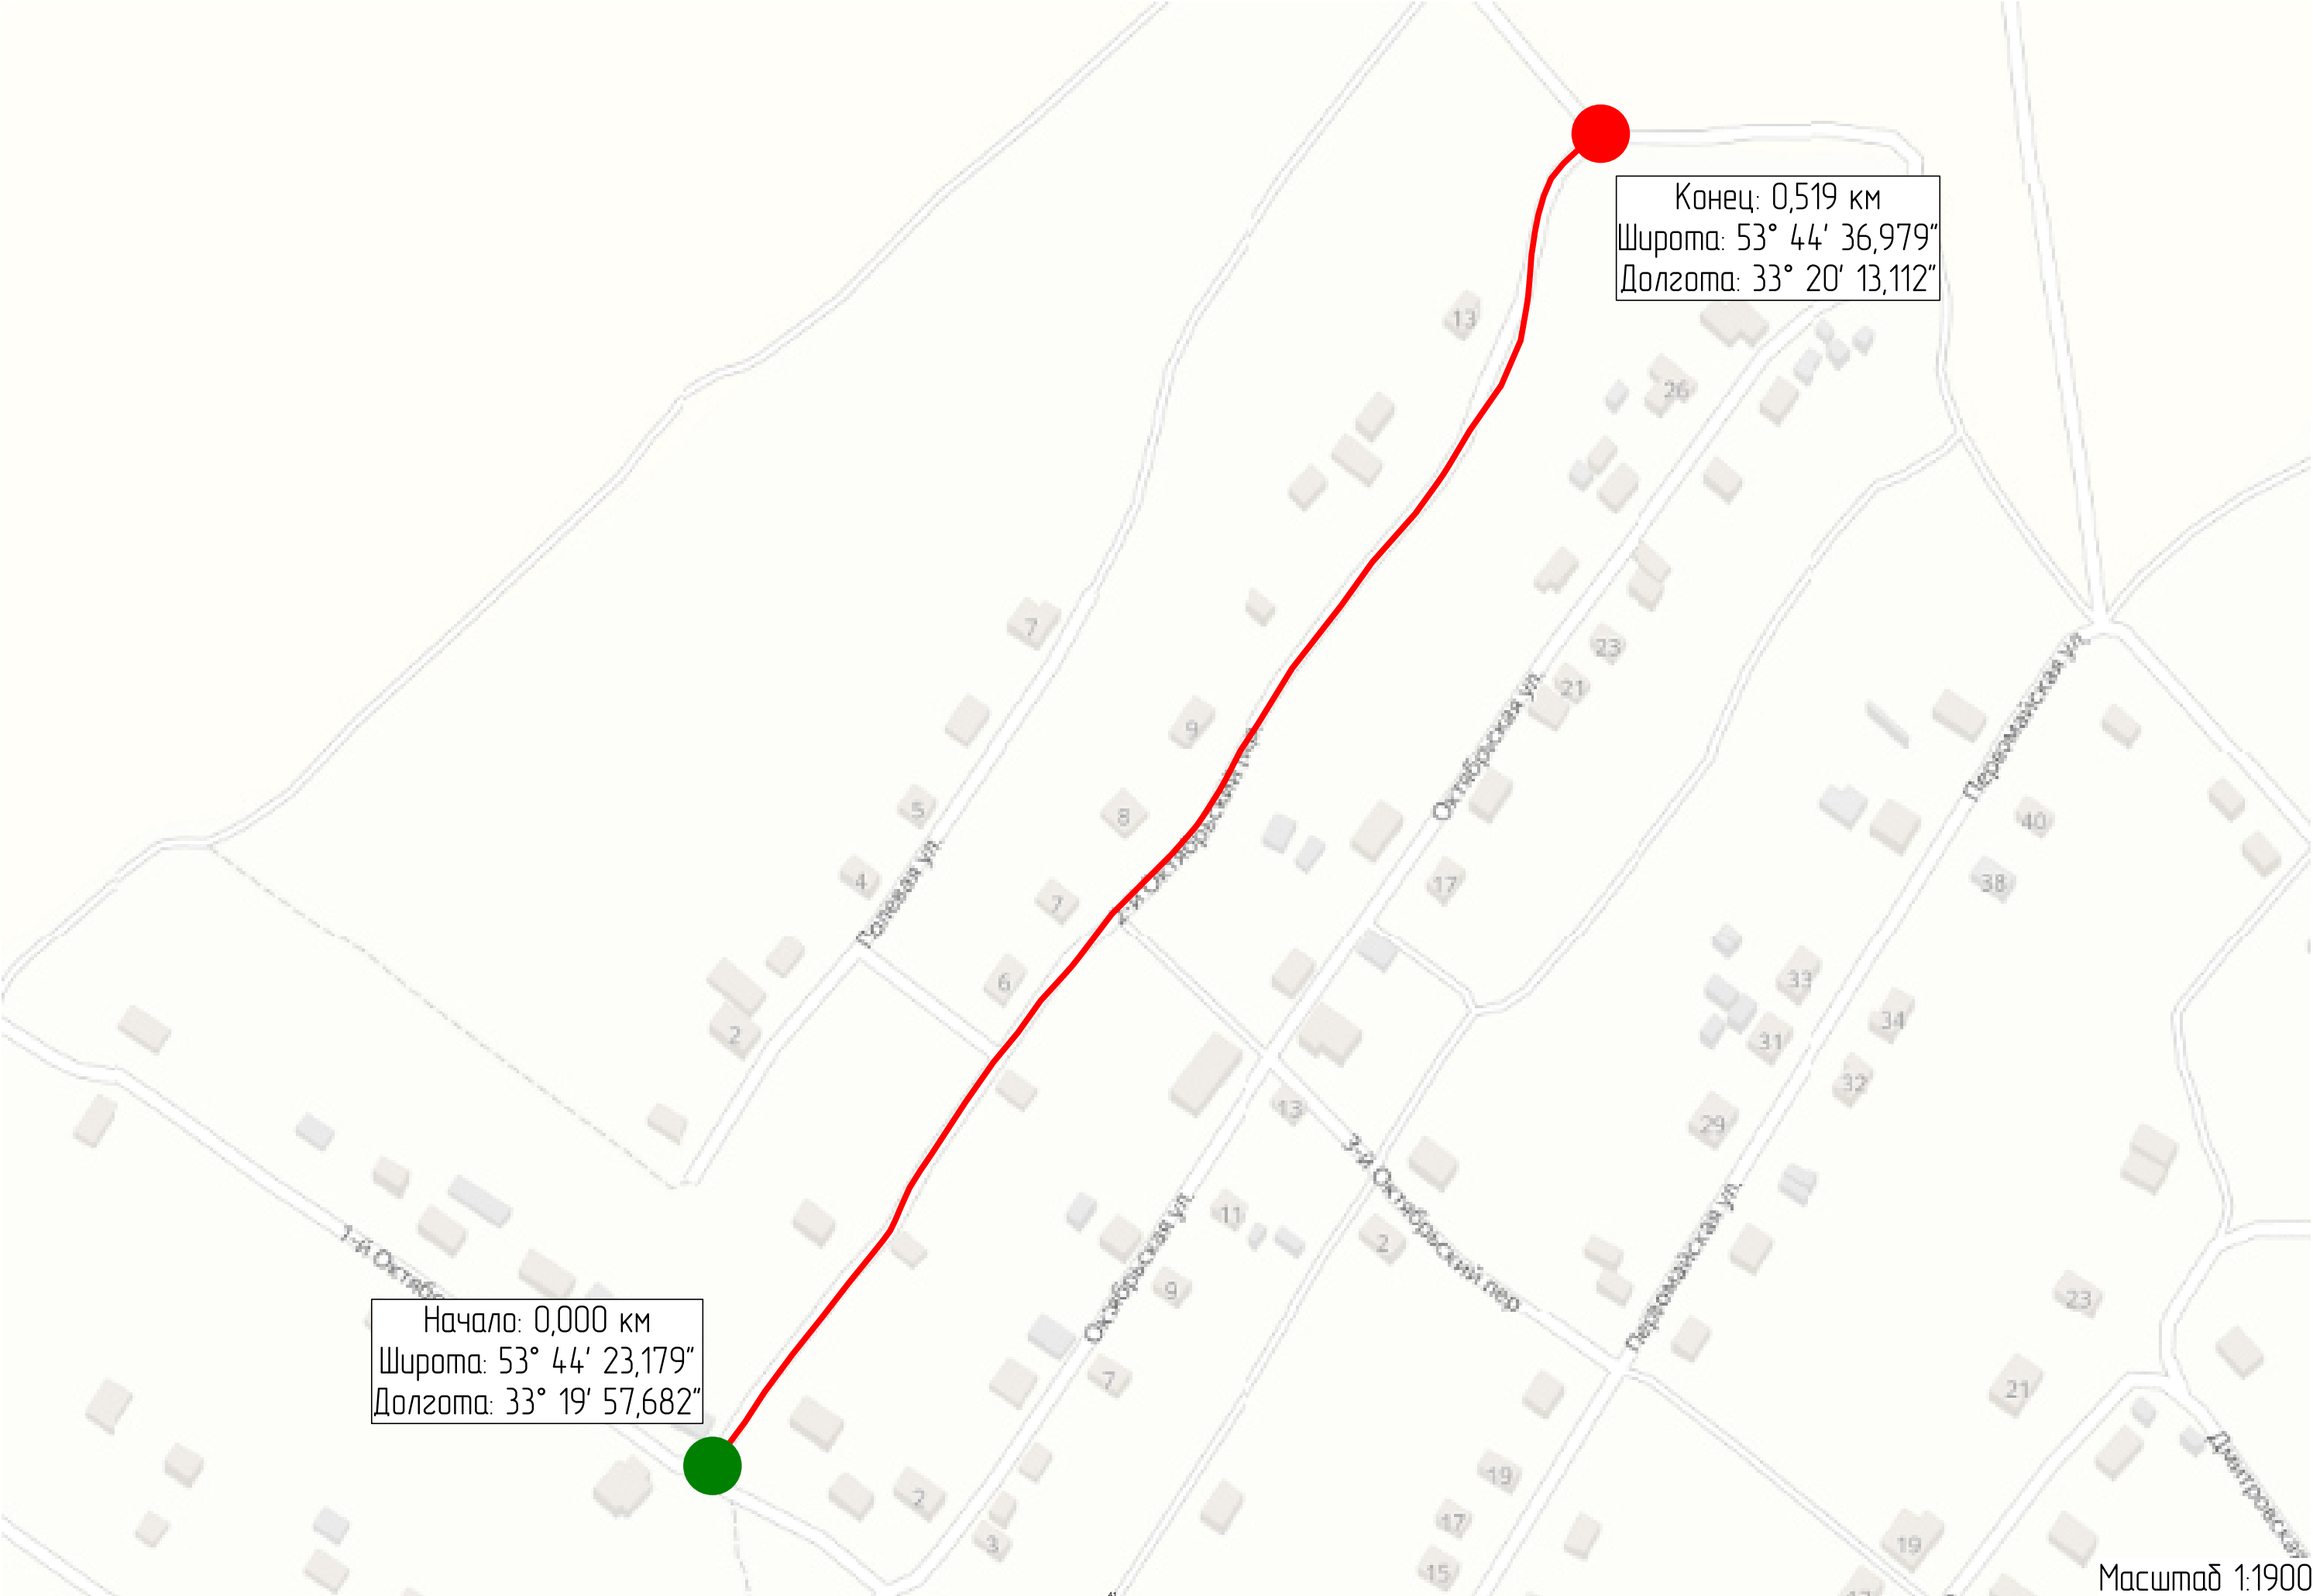 Конец: 0,519 км
Широта: 53° 44' 36,979"
Долгота: 33° 20' 13,112"
13
26
7
23
21
9
Октябрьская ул.
Первомайская ул.
5
8
40
4
17
38
Полевая ул.
7
2-й Октябрьский
6
33
2
34
31
13
32
29
3-й Октябрьский пер
11
2
1-й
Октябрьская ул.
Первомайская ул.
9
23
Начало: 0,000 км
Широта: 53° 44' 23,179"
Долгота: 33° 19' 57,682"
7
21
19
2
17
Дмитровская
3
19
15
Масштаб 1:1900